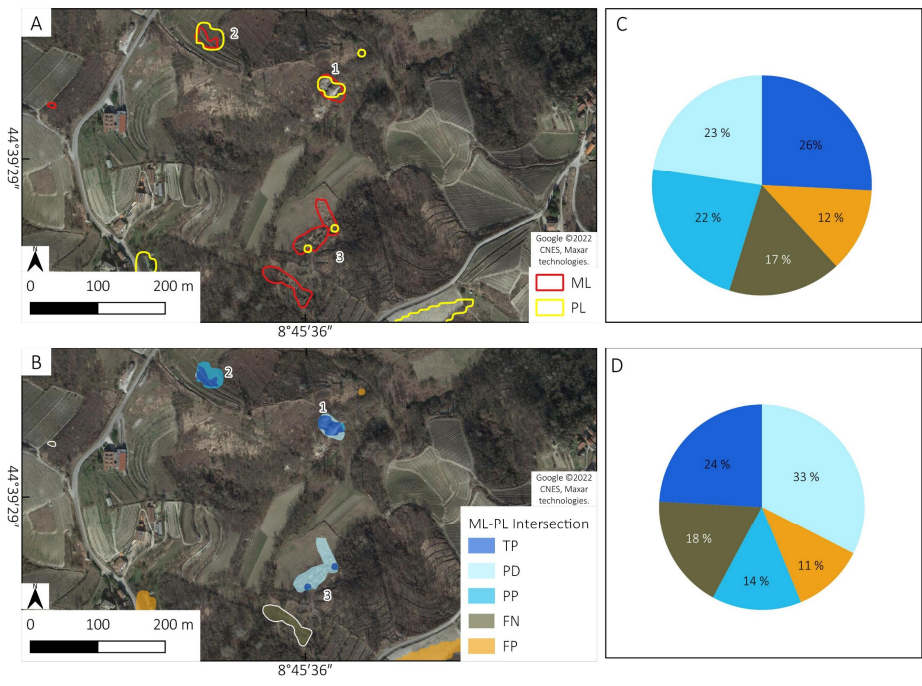 A
2
1
3
44°39'29"
N
0
100
200 m
Google ©2022
CNES, Maxar
technologies.
ML
PL
8°45'36"
C
23 %
26%
22 %
12 %
17 %
B
2
1
3
44°39'29"
N
0
100
200 m
Google ©2022
CNES, Maxar
technologies.
ML-PL Intersection
TP
PD
PP
FN
FP
8°45'36"
D
24 %
33 %
18 %
14 %
11 %